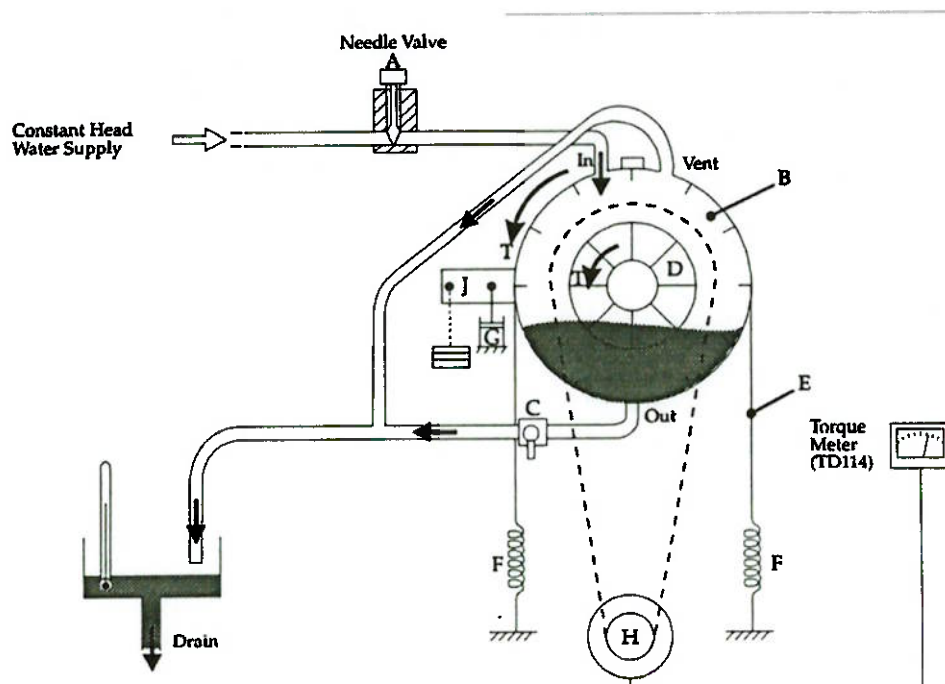 Needle Valve
A
Constant Head
Water Supply
In
Vent
B
T
T
D
J
G
E
C
Out
Torque
Meter
(TD114)
F
F
H
Drain